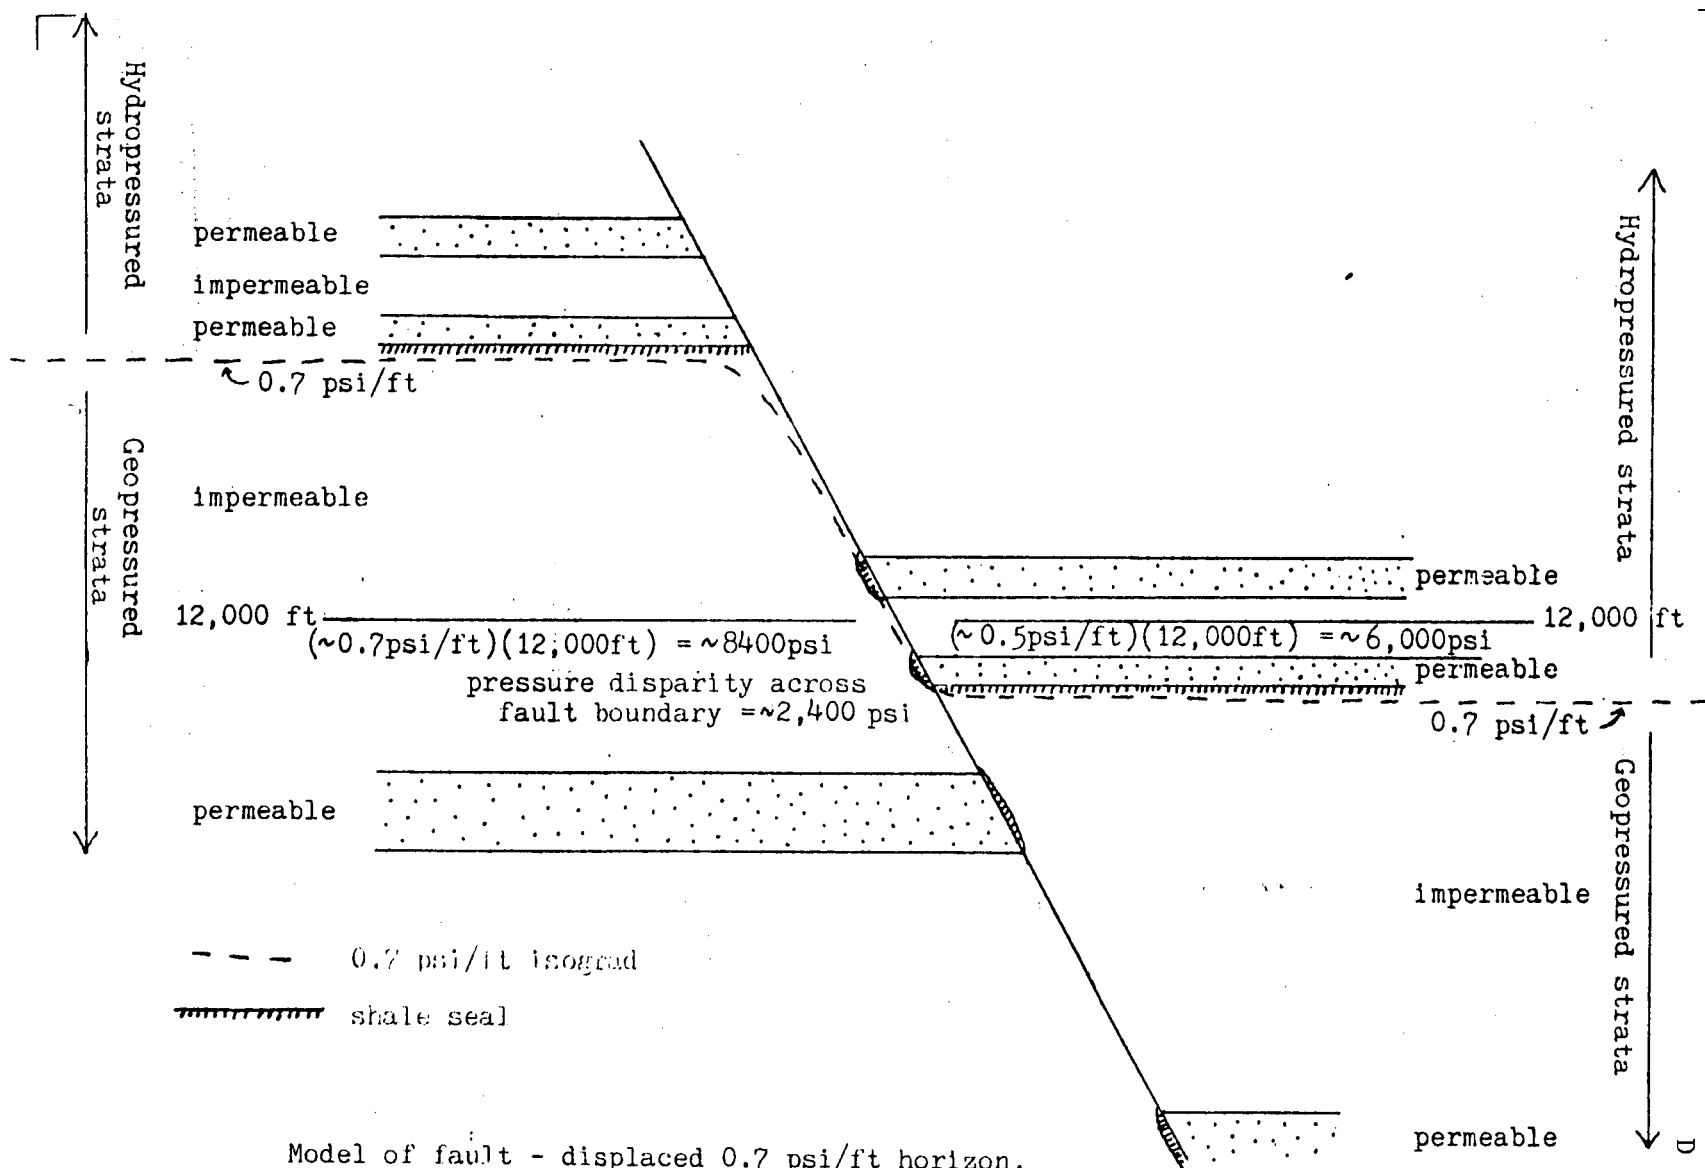 Hydropressured
strata
permeable
impermeable
permeable
0.7 psi/ft
Geopressured
strata
impermeable
12,000 ft
(~0.7psi/ft)(12,000ft) = ~8400psi
pressure disparity across
fault boundary =~2,400 psi
permeable
Hydropressured strata
permeable
12,000 ft
(~0.5psi/ft)(12,000ft) = ~6,000psi
permeable
0.7 psi/ft
Geopressured strata
impermeable
permeable
0.7 psi/ft isograd
shale seal
Model of fault - displaced 0.7 psi/ft horizon.
D